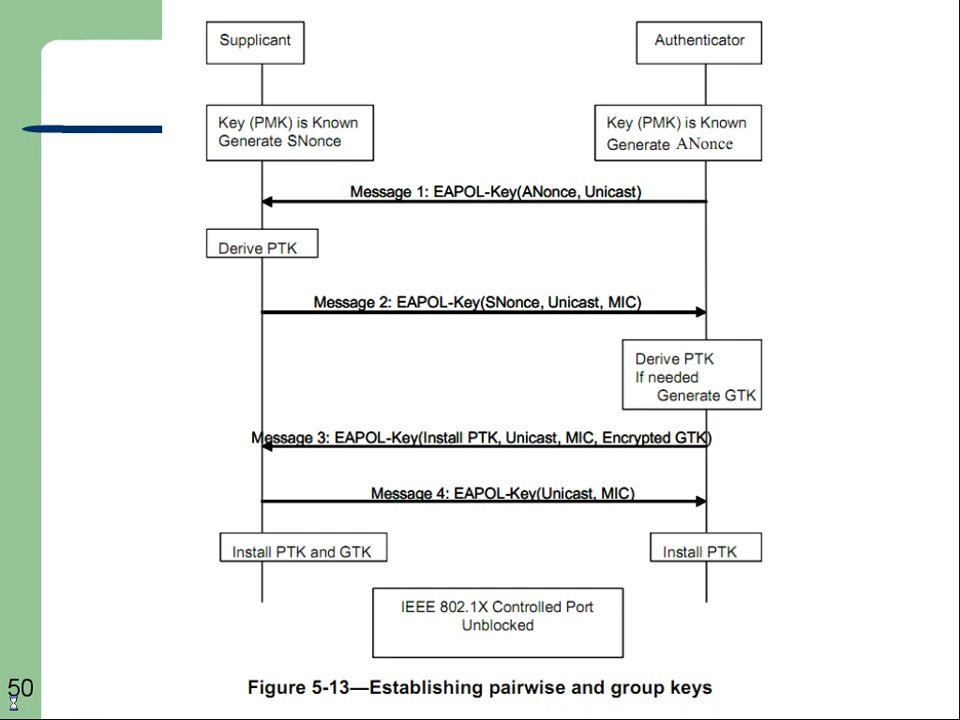 Supplicant
Authenticator
Key (PMK) is Known
Generate SNonce
Key (PMK) is Known
Generate ANonce
Message 1: EAPOL-Key(ANonce, Unicast)
Derive PTK
Message 2: EAPOL-Key(SNonce, Unicast, MIC)
Derive PTK
If needed
Generate GTK
Message 3: EAPOL-Key(Install PTK, Unicast, MIC, Encrypted GTK)
Message 4: EAPOL-Key(Unicast, MIC)
Install PTK and GTK
Install PTK
IEEE 802.1X Controlled Port
Unblocked
Figure 5-13—Establishing pairwise and group keys
50